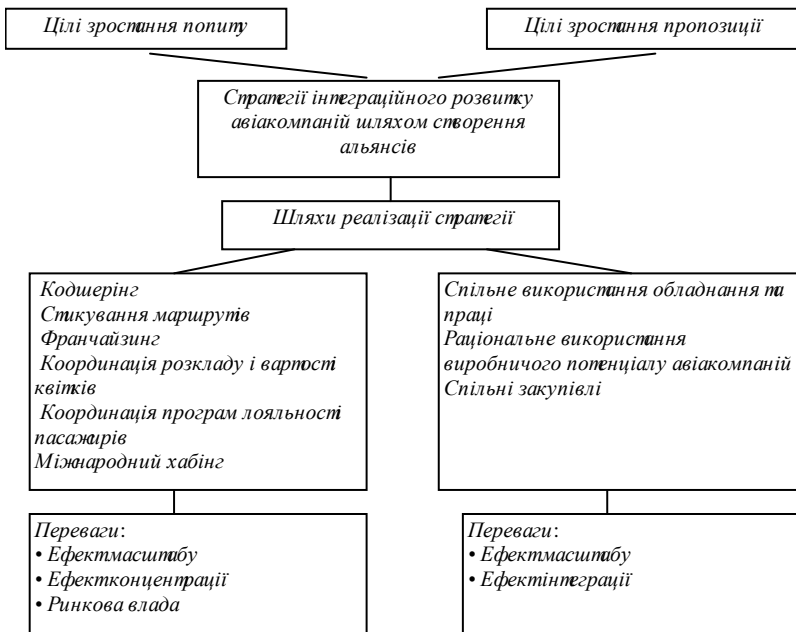 Цілі зростання попиту
Цілі зростання пропозиції
Стратегії інтеграційного розвитку
авіакомпаній шляхом створення
альянсів
Шляхи реалізації стратегії
Кодшерінг
Стикування маршрутів
Франчайзинг
Координація розкладу і вартості
квітків
Координація програм лояльності
пасажирів
Міжнародний хабінг
Спільне використання обладнання та
праці
Раціональне використання
виробничого потенціалу авіакомпаній
Спільні закупівлі
Переваги:
• Ефектмасштабу
• Ефектконцентрації
• Ринкова влада
Переваги:
• Ефектмасштабу
• Ефектінтеграції